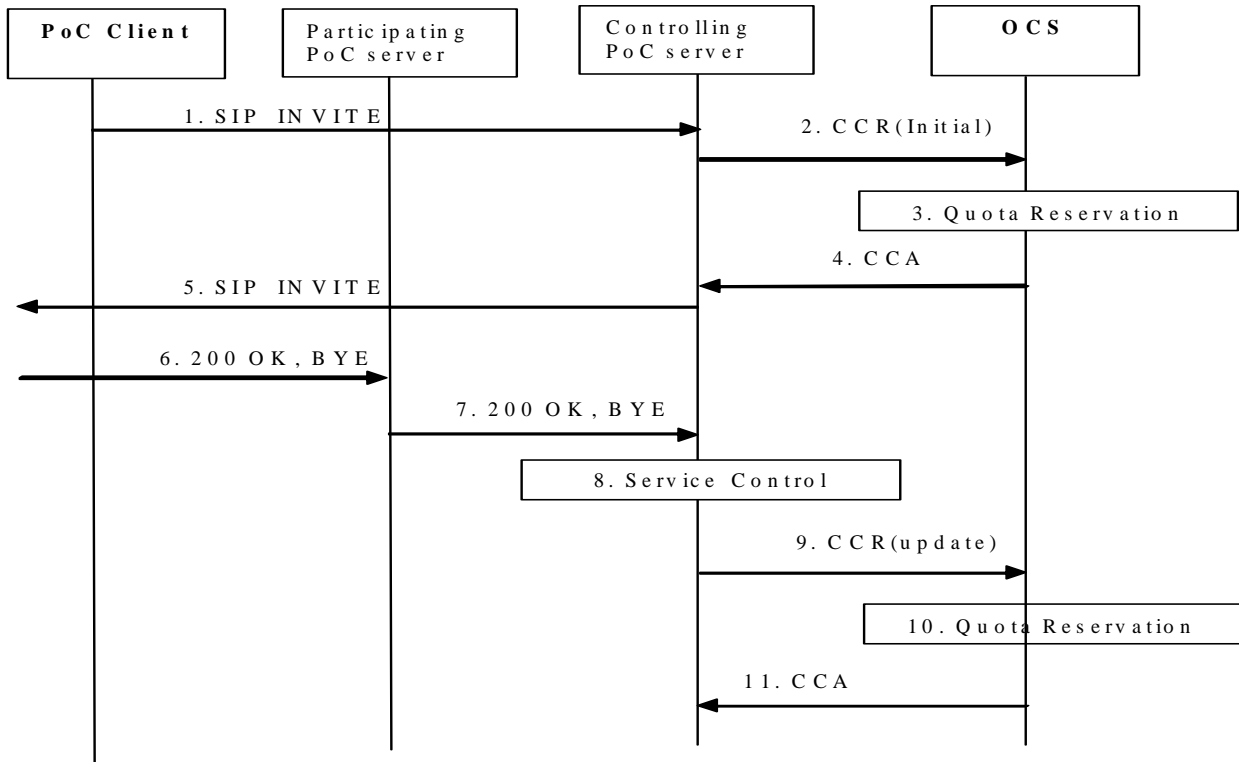 PoC Client
Participating
PoC server
Controlling
PoC server
OCS
1. SIP INVITE
2. CCR(Initial)
3. Quota Reservation
4. CCA
5. SIP INVITE
6. 200 OK, BYE
7. 200 OK, BYE
8. Service Control
9. CCR(update)
10. Quota Reservation
11. CCA